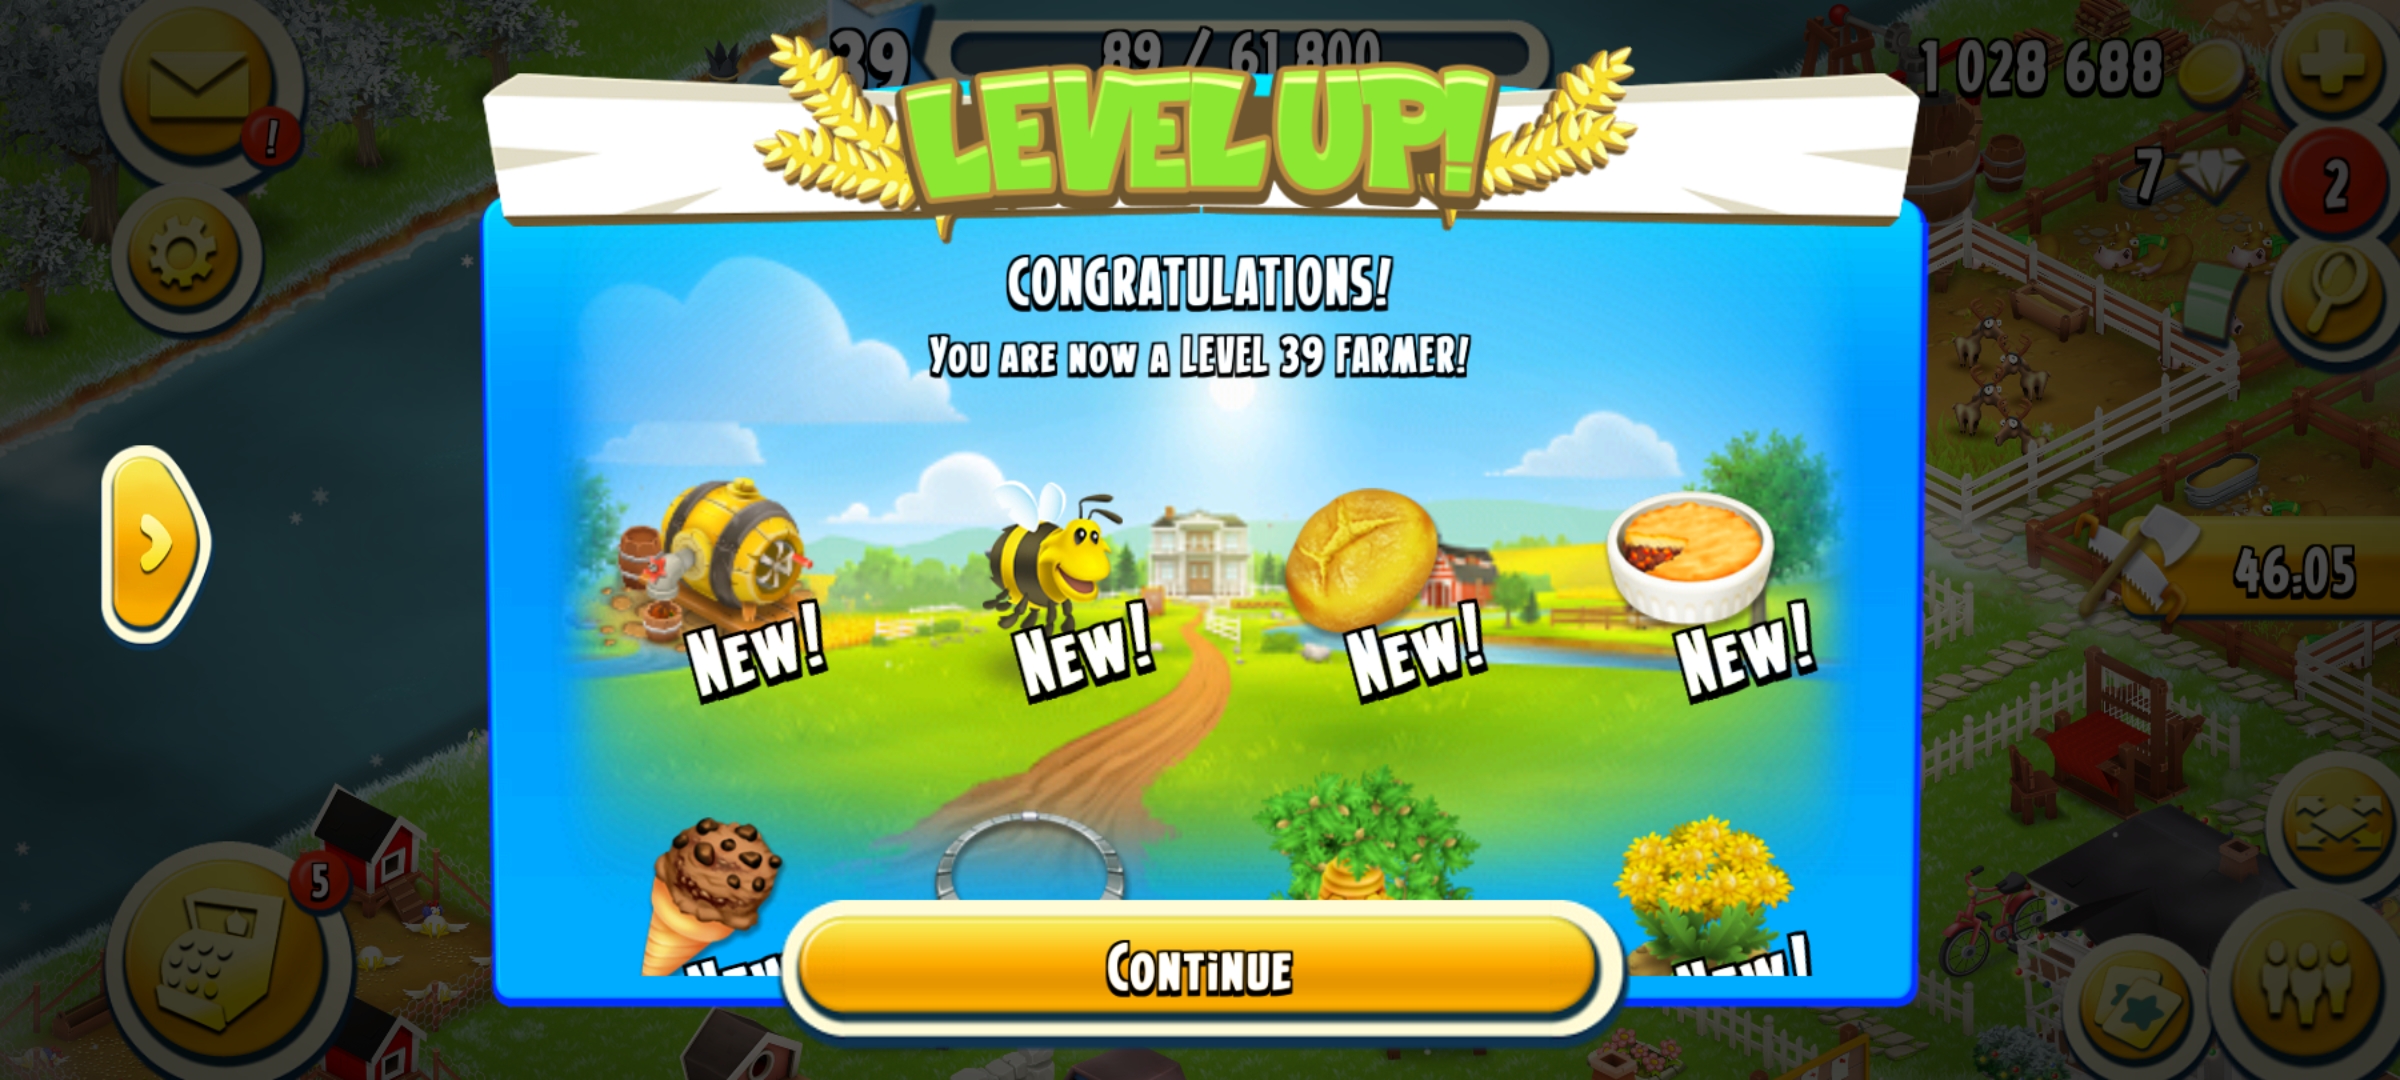 39
89 / 61 800
1 028 688
!
LEVEL UP!
7
2
CONGRATULATIONS!
YOU ARE NOW A LEVEL 39 FARMER!
46:05
NEW!
NEW!
NEW!
NEW!
5
NEW!
CONTINUE